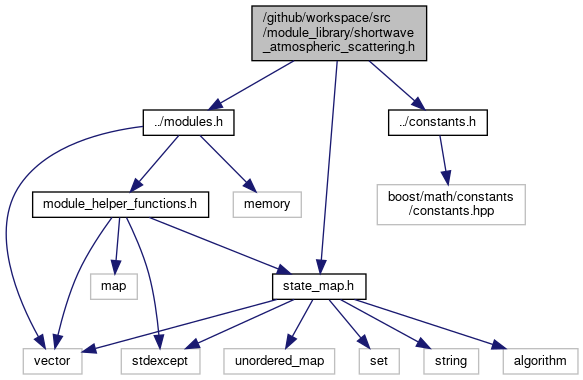 /github/workspace/src
/module_library/shortwave
_atmospheric_scattering.h
../modules.h
../constants.h
module_helper_functions.h
memory
boost/math/constants
/constants.hpp
map
state_map.h
vector
stdexcept
unordered_map
set
string
algorithm